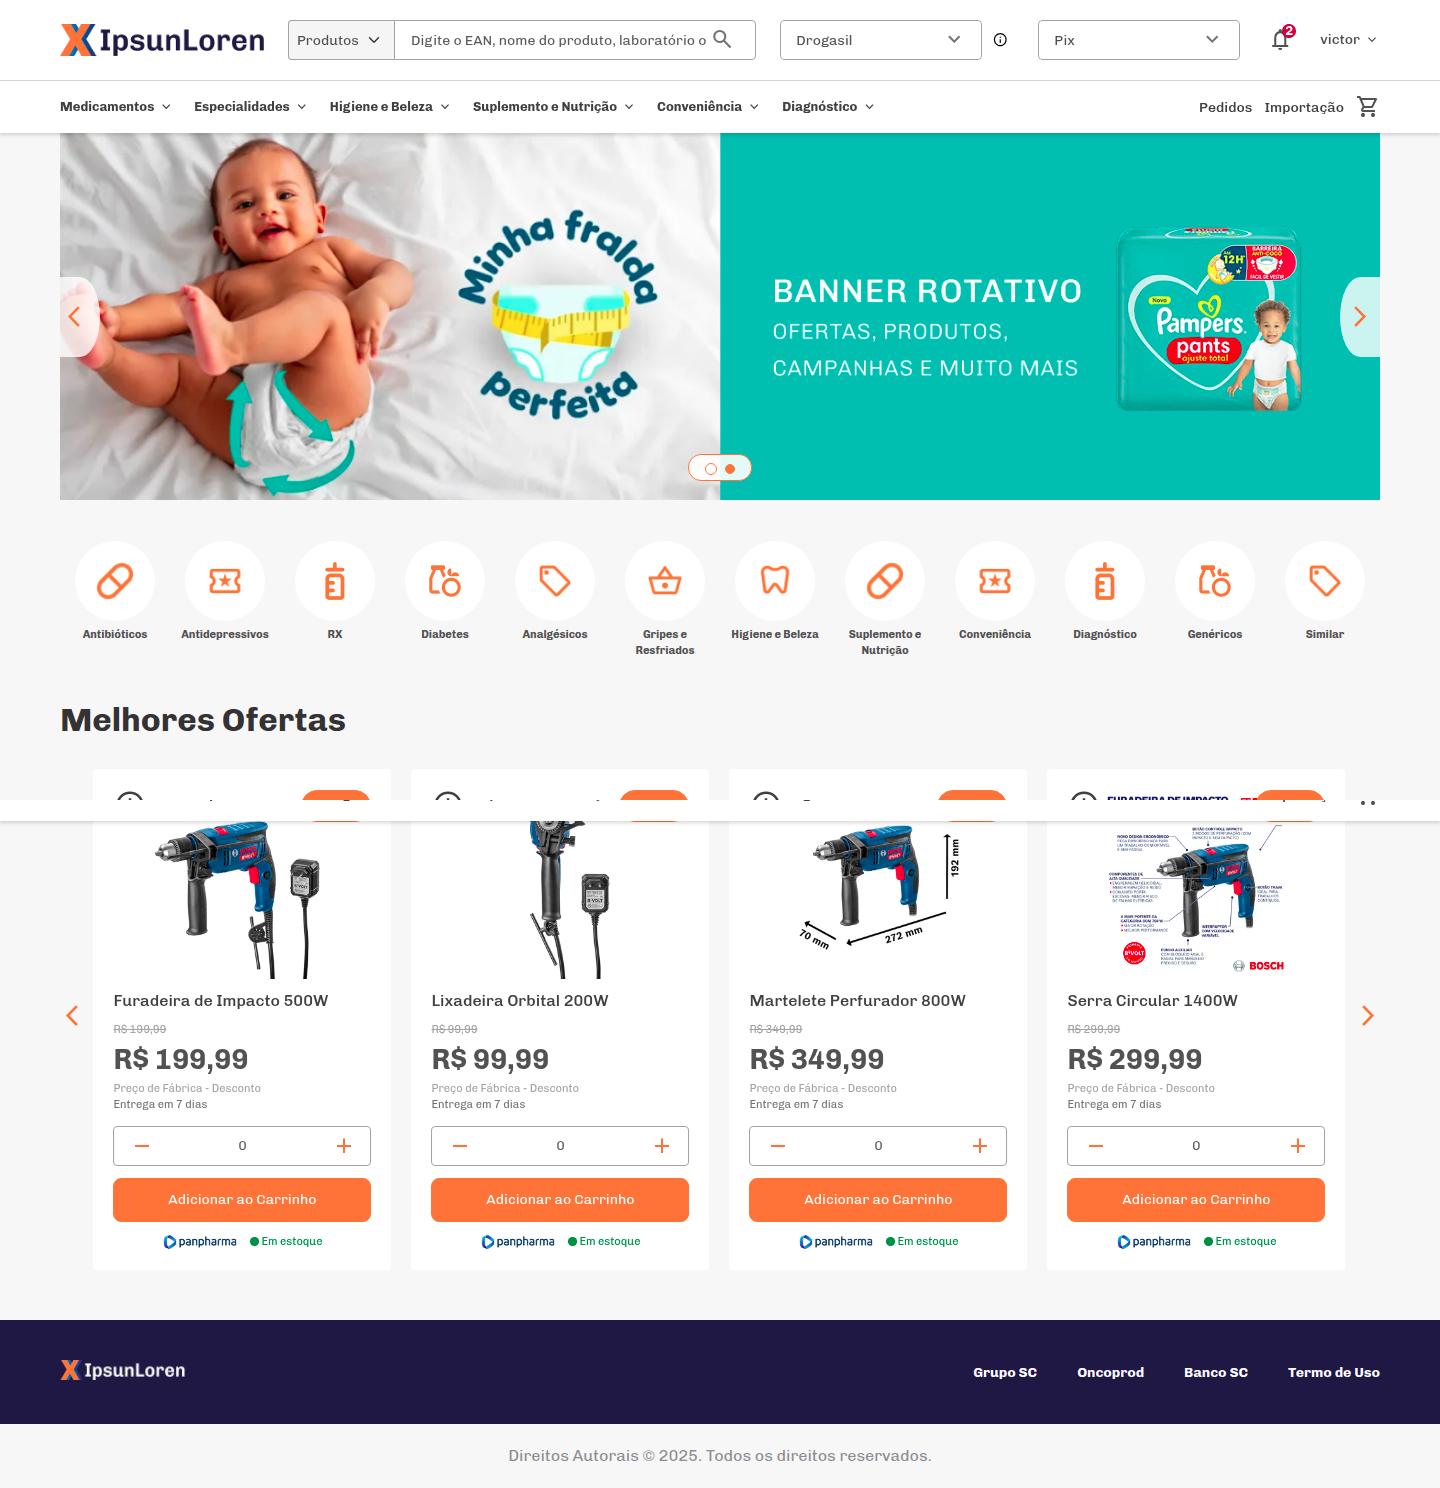 IpsunLoren
Produtos
Digite o EAN, nome do produto, laboratório o
Drogasil
Pix
2
victor
Medicamentos
Especialidades
Higiene e Beleza
Suplemento e Nutrição
Conveniência
Diagnóstico
Pedidos
Importação
Minha fralda
perfeita
BANNER ROTATIVO
OFERTAS, PRODUTOS,
CAMPANHAS E MUITO MAIS
12H
BARREIRA
ANTI-COCÔ
FÁCIL DE VESTIR
Novo
Pampers
pants
ajuste total
Antibióticos
Antidepressivos
RX
Diabetes
Analgésicos
Gripes e
Resfriados
Higiene e Beleza
Suplemento e
Nutrição
Conveniência
Diagnóstico
Genéricos
Similar
Melhores Ofertas
192 mm
70 mm
272 mm
BOSCH
Furadeira de Impacto 500W
R$ 199,99
R$ 199,99
Preço de Fábrica - Desconto
Entrega em 7 dias
0
Adicionar ao Carrinho
panpharma
Em estoque
Lixadeira Orbital 200W
R$ 99,99
R$ 99,99
Preço de Fábrica - Desconto
Entrega em 7 dias
0
Adicionar ao Carrinho
panpharma
Em estoque
Martelete Perfurador 800W
R$ 349,99
R$ 349,99
Preço de Fábrica - Desconto
Entrega em 7 dias
0
Adicionar ao Carrinho
panpharma
Em estoque
Serra Circular 1400W
R$ 299,99
R$ 299,99
Preço de Fábrica - Desconto
Entrega em 7 dias
0
Adicionar ao Carrinho
panpharma
Em estoque
IpsunLoren
Grupo SC
Oncoprod
Banco SC
Termo de Uso
Direitos Autorais © 2025. Todos os direitos reservados.